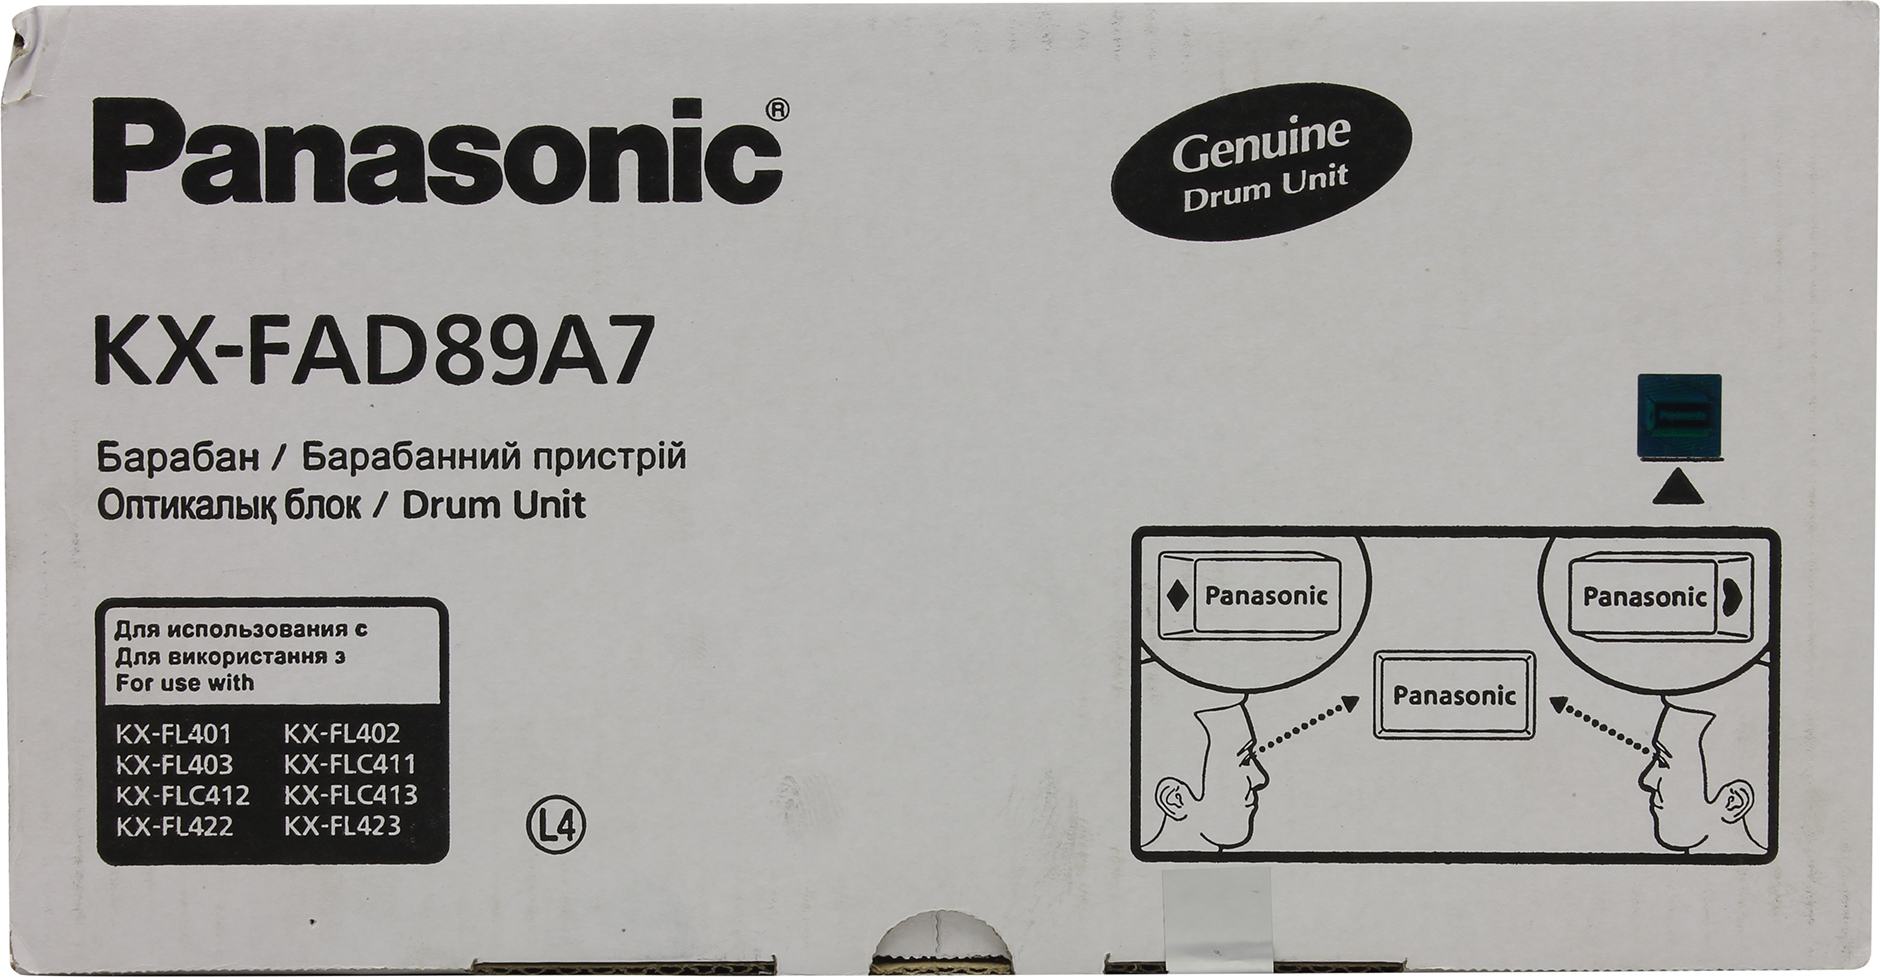 Panasonic®
Genuine
Drum Unit
KX-FAD89A7
Барабан / Барабанний пристрій
Оптикалық блок / Drum Unit
Для использования с
Для використання з
For use with
KX-FL401 KX-FL402
KX-FL403 KX-FLC411
KX-FLC412 KX-FLC413
KX-FL422 KX-FL423
L4
Panasonic
Panasonic
Panasonic
Panasonic